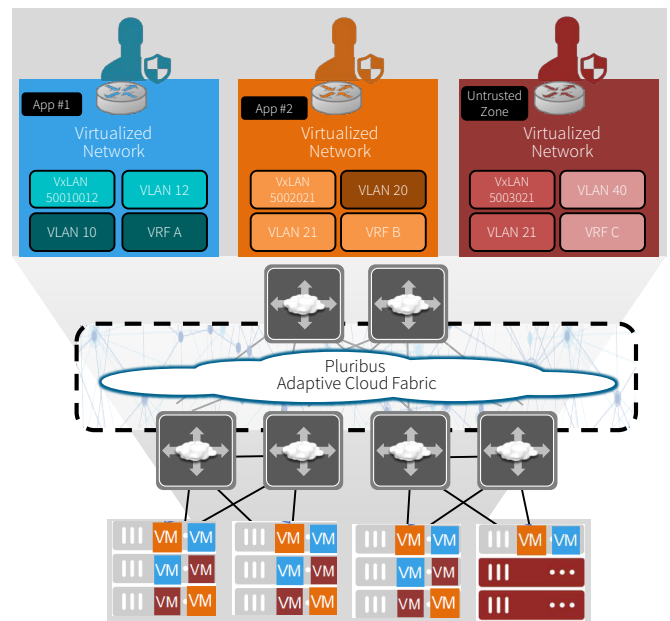 App #1
Virtualized
Network
VxLAN
50010012
VLAN 12
VLAN 10
VRF A
App #2
Virtualized
Network
VxLAN
5002021
VLAN 20
VLAN 21
VRF B
Untrusted
Zone
Virtualized
Network
VxLAN
5003021
VLAN 40
VLAN 21
VRF C
Pluribus
Adaptive Cloud Fabric
VM VM
VM VM
VM VM
VM VM
VM VM
VM VM
VM VM
VM VM
VM VM
VM VM